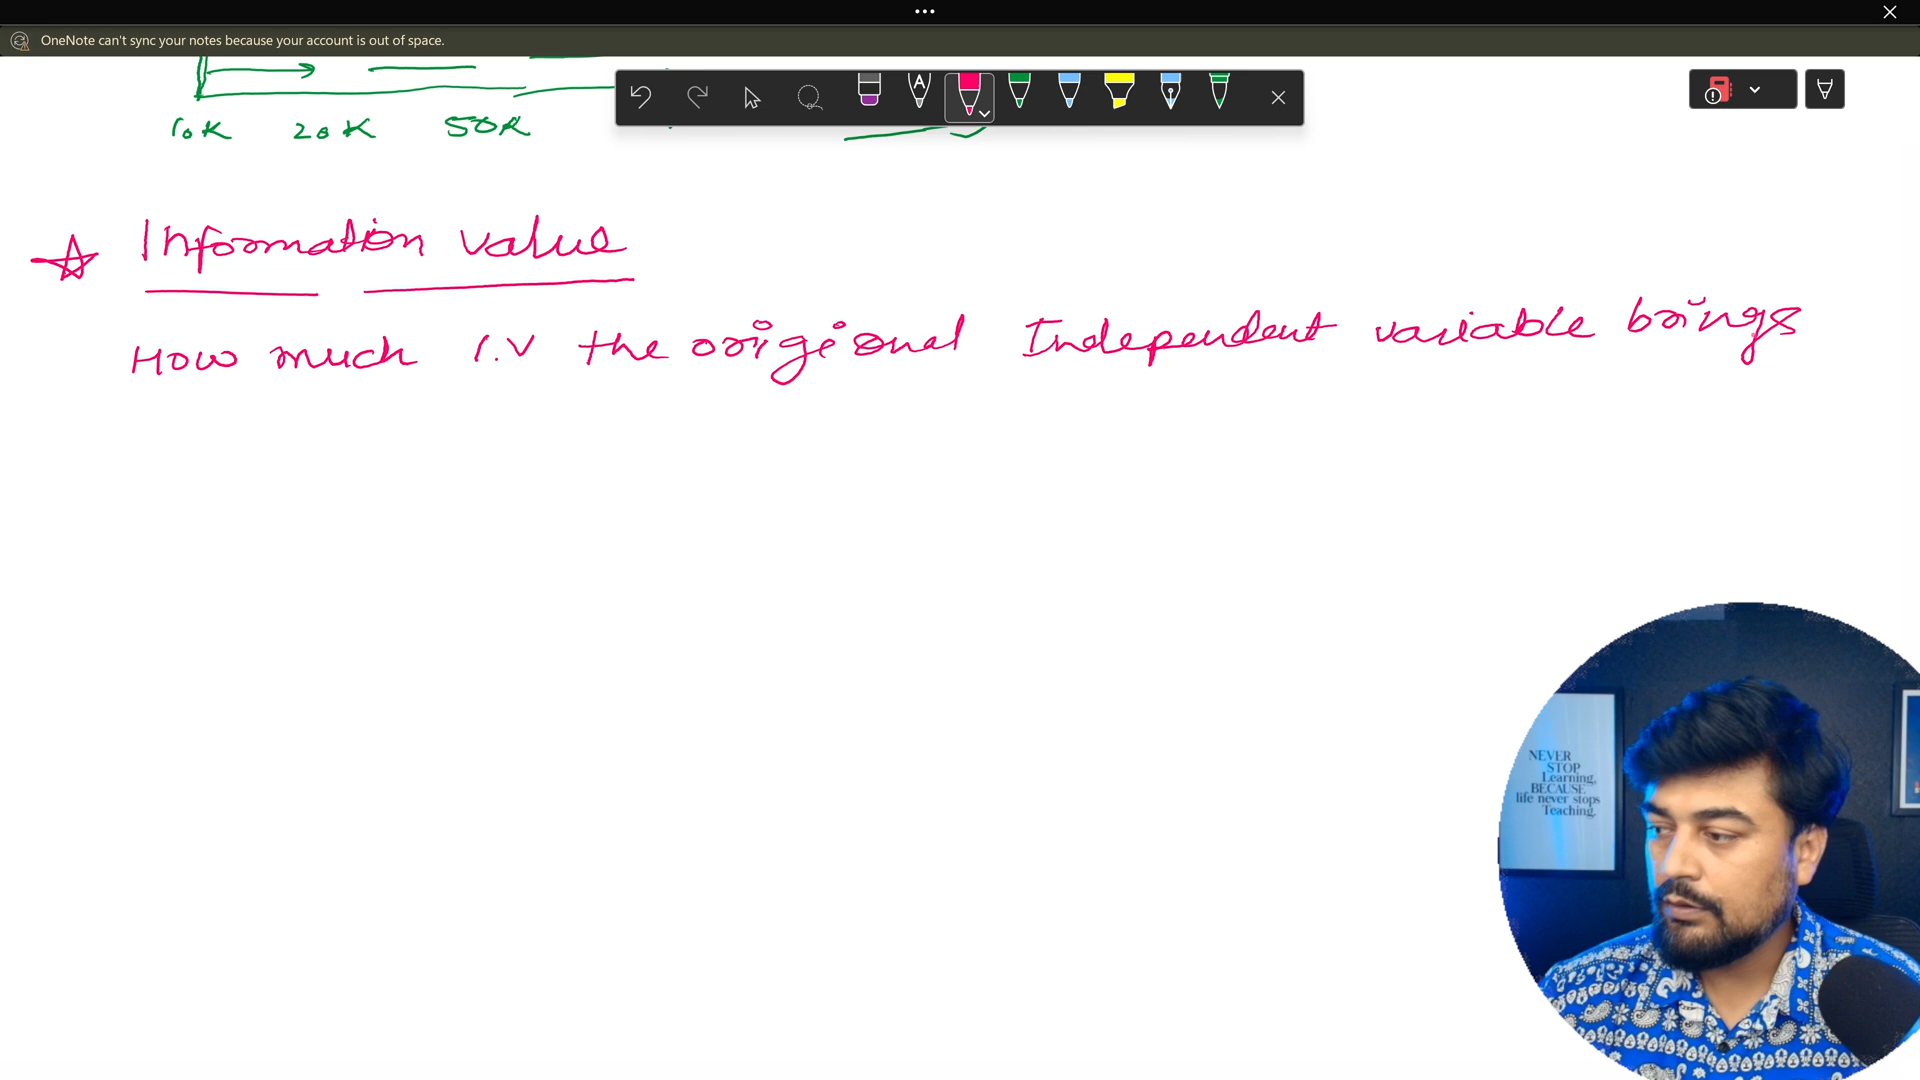 OneNote can't sync your notes because your account is out of space.
10K 20K 50K
Information value
How much I.V the origional Independent variable brings
NEVER
STOP
Learning,
BECAUSE
life never stops
Teaching.